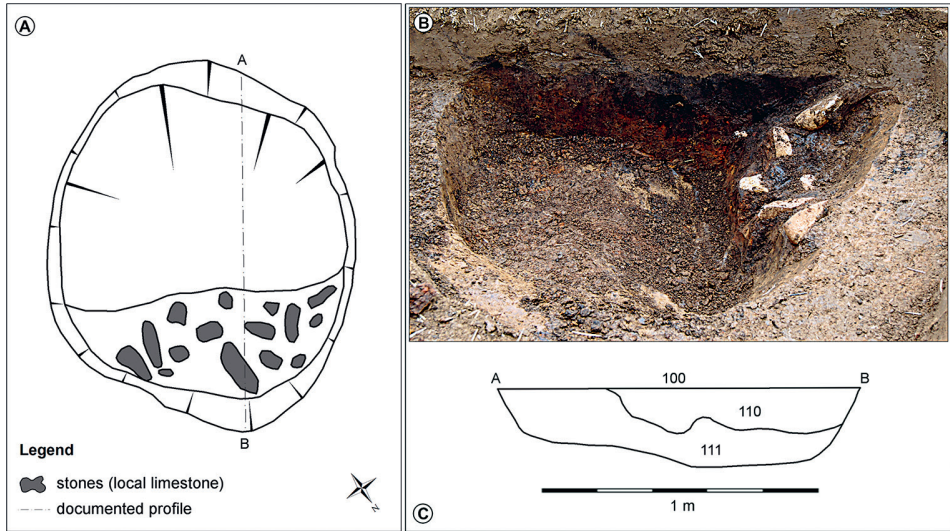 A
A
B
Legend
stones (local limestone)
documented profile
N
B
A
100
B
110
111
1 m
C